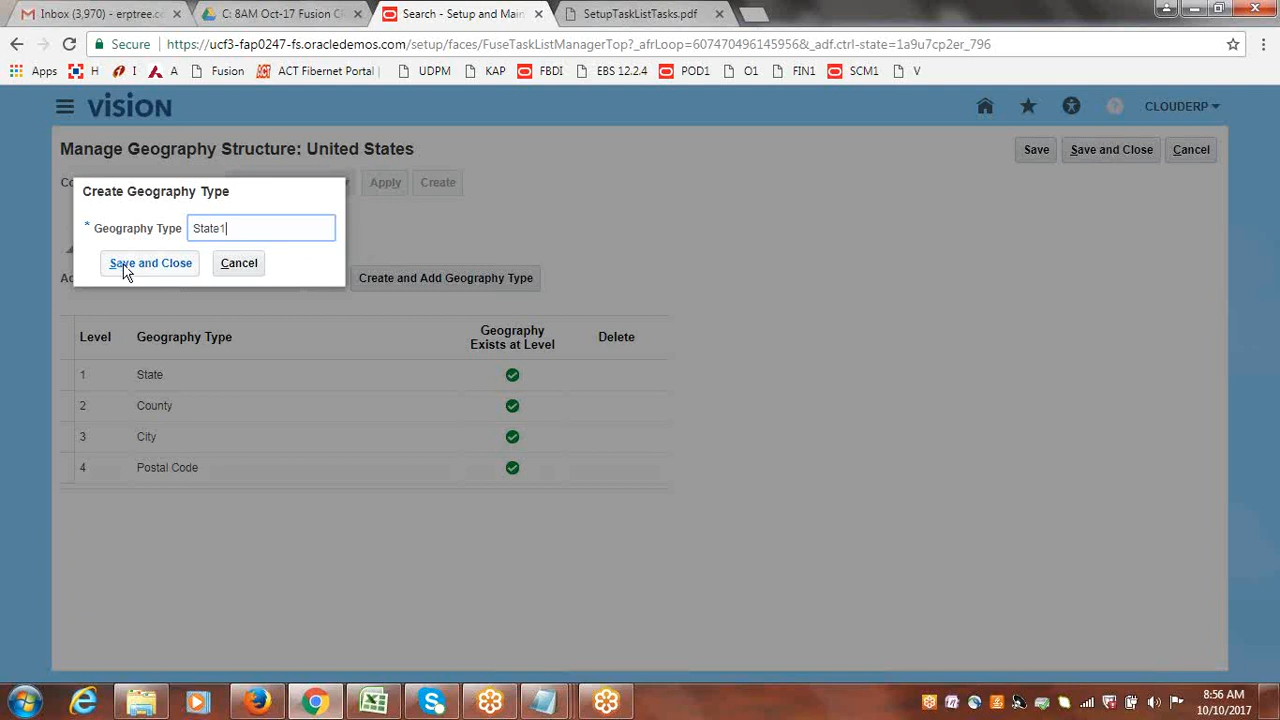 Inbox (3,970) - erptree.co
C: 8AM Oct-17 Fusion C
Search - Setup and Main
SetupTaskListTasks.pdf
Secure
https://ucf3-fap0247-fs.oracledemos.com/setup/faces/FuseTaskListManagerTop?_afrLoop=6074704961459568&_adf.ctrl-state=1a9u7cp2er_796
Apps H I A Fusion ACT Fibernet Portal | UDPM KAP FBDI EBS 12.2.4 POD1 O1 FIN1 SCM1 V
vision
CLOUDERP
Manage Geography Structure: United States
Save Save and Close Cancel
Co Apply Create
Create Geography Type
* Geography Type State1
Save and Close Cancel
Create and Add Geography Type
Level Geography Type Geography Exists at Level Delete
1 State
2 County
3 City
4 Postal Code
8:56 AM
10/10/2017